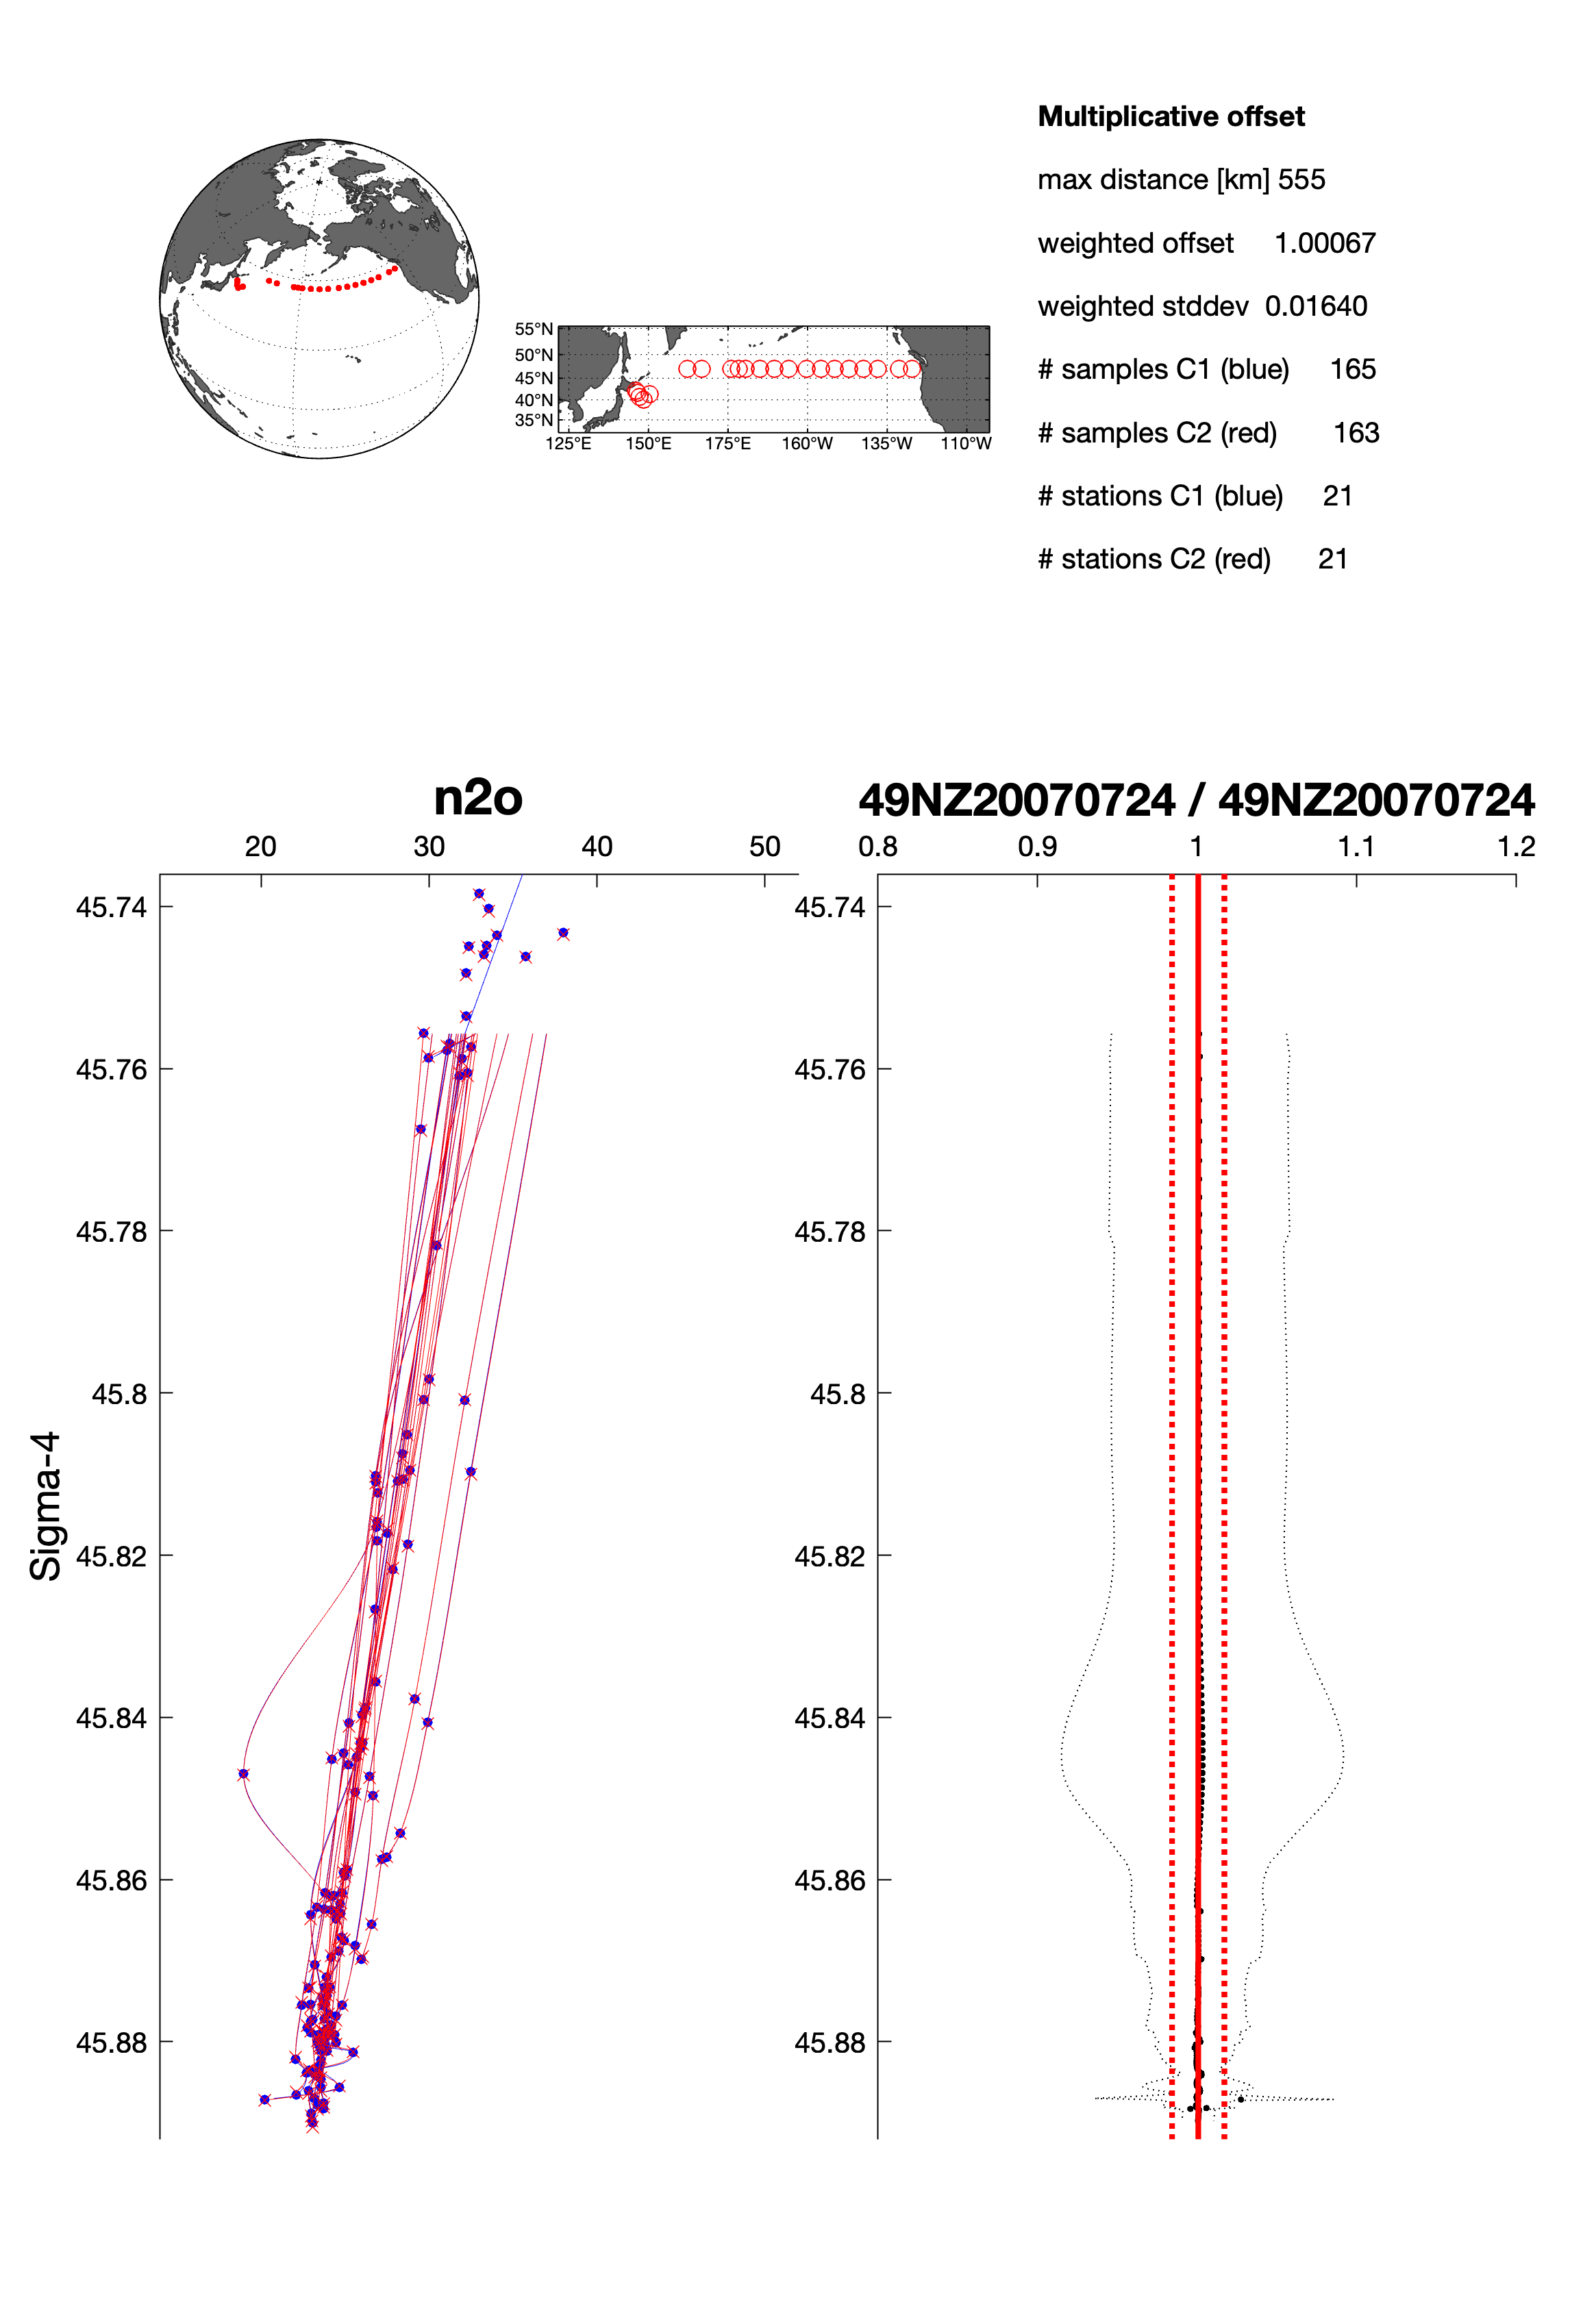 Multiplicative offset
max distance [km] 555
weighted offset 1.00067
weighted stddev 0.01640
# samples C1 (blue) 165
# samples C2 (red) 163
# stations C1 (blue) 21
# stations C2 (red) 21
55°N
50°N
45°N
40°N
35°N
125°E 150°E 175°E 160°W 135°W 110°W
n2o
20 30 40 50
45.74
45.76
45.78
45.8
45.82
45.84
45.86
45.88
Sigma-4
49NZ20070724 / 49NZ20070724
0.8 0.9 1 1.1 1.2
45.74
45.76
45.78
45.8
45.82
45.84
45.86
45.88